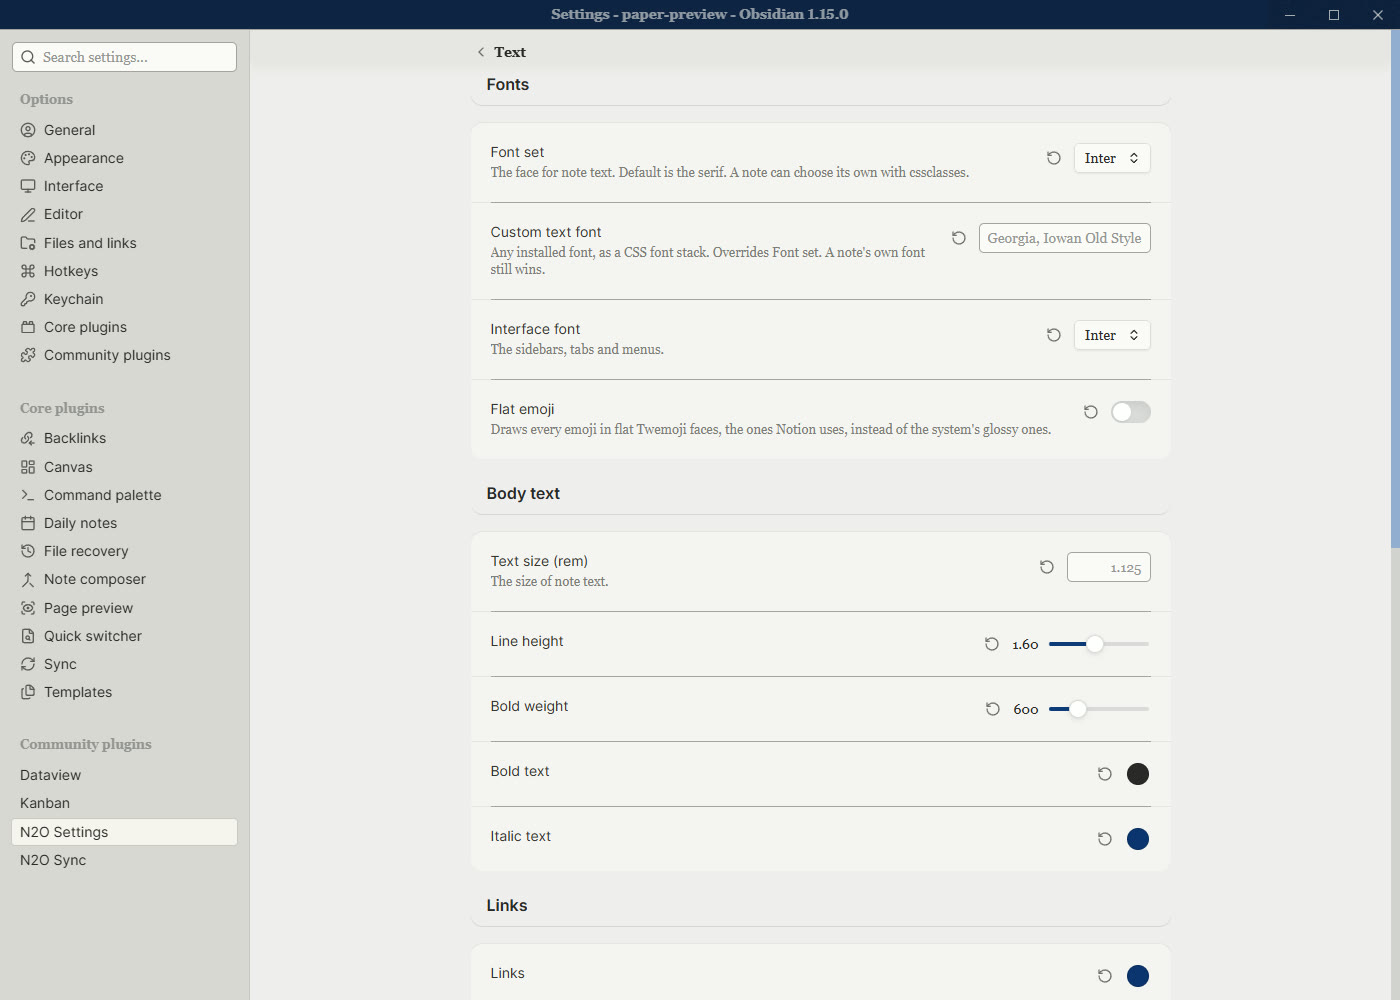 Settings - paper-preview - Obsidian 1.15.0
Search settings...
Options
General
Appearance
Interface
Editor
Files and links
Hotkeys
Keychain
Core plugins
Community plugins
Core plugins
Backlinks
Canvas
Command palette
Daily notes
File recovery
Note composer
Page preview
Quick switcher
Sync
Templates
Community plugins
Dataview
Kanban
N2O Settings
N2O Sync
Text
Fonts
Font set
The face for note text. Default is the serif. A note can choose its own with cssclasses.
Inter
Custom text font
Any installed font, as a CSS font stack. Overrides Font set. A note's own font
still wins.
Georgia, Iowan Old Style
Interface font
The sidebars, tabs and menus.
Inter
Flat emoji
Draws every emoji in flat Twemoji faces, the ones Notion uses, instead of the system's glossy ones.
Body text
Text size (rem)
The size of note text.
1.125
Line height
1.60
Bold weight
600
Bold text
Italic text
Links
Links